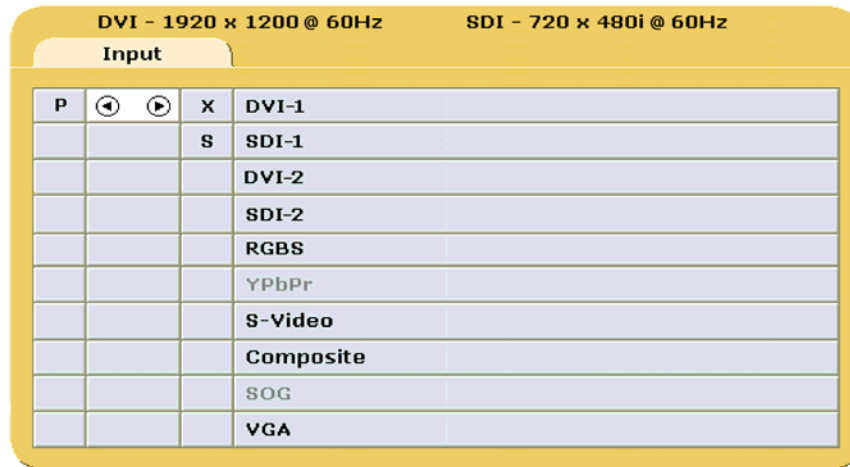 DVI - 1920 x 1200 @ 60Hz SDI - 720 x 480i @ 60Hz
Input
P X DVI-1
S SDI-1
DVI-2
SDI-2
RGBS
YPbPr
S-Video
Composite
SOG
VGA